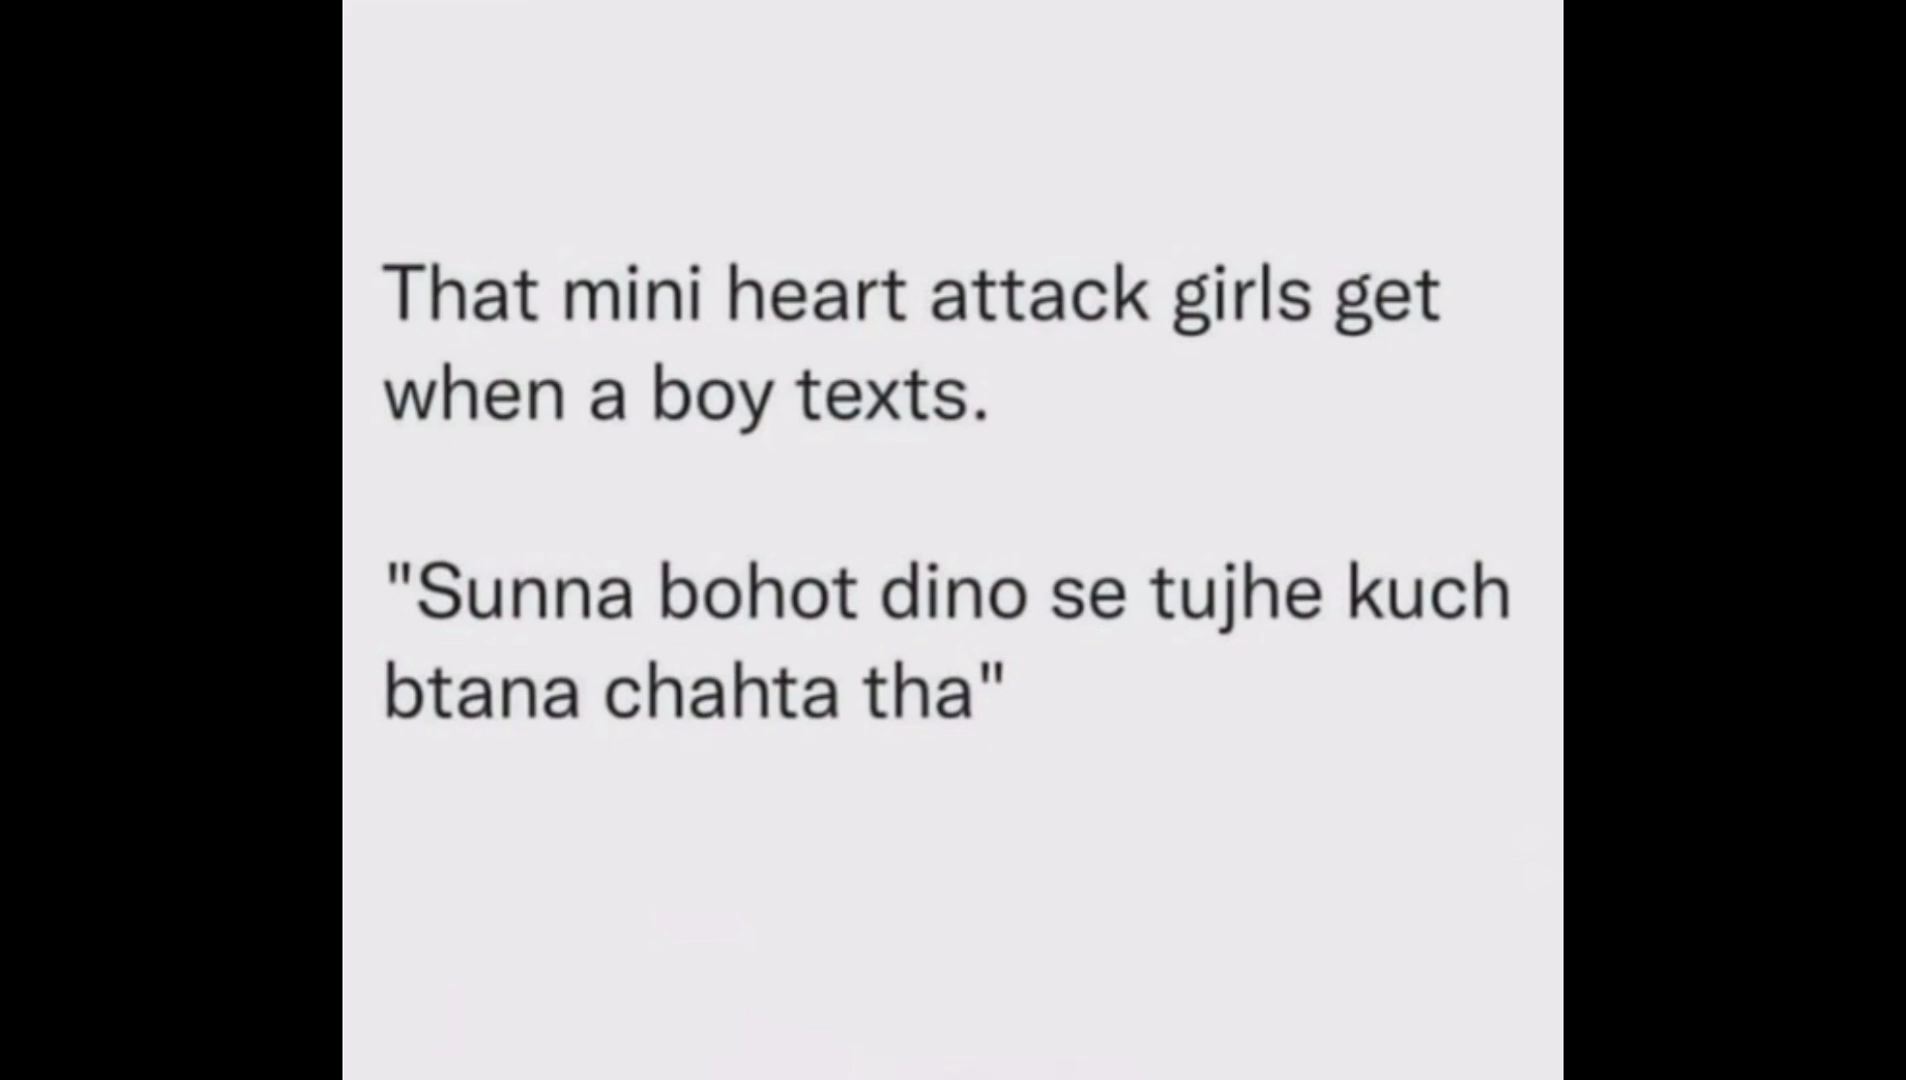 That mini heart attack girls get
when a boy texts.
"Sunna bohot dino se tujhe kuch
btana chahta tha"